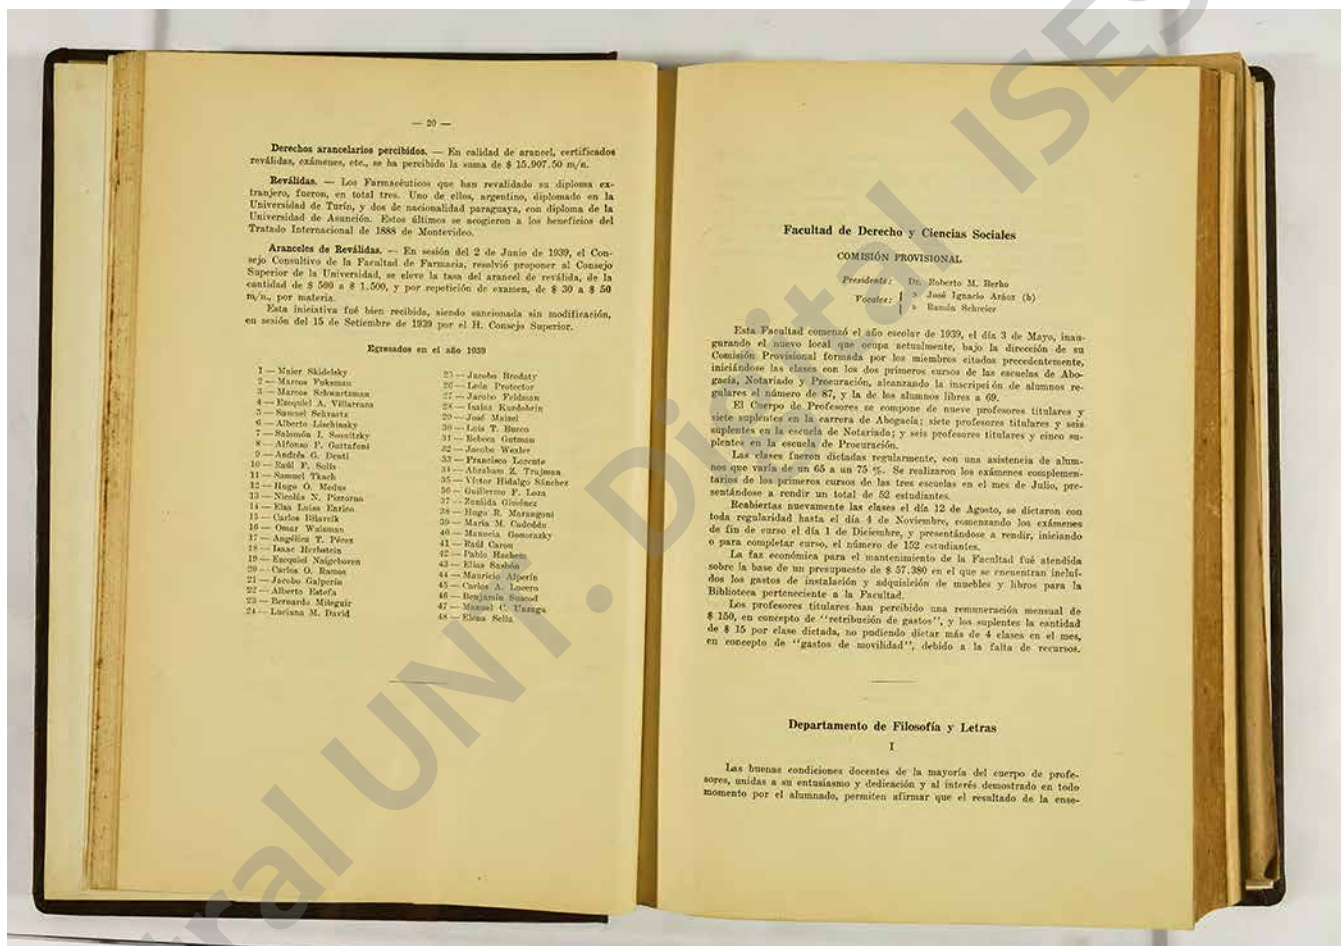 — 20 —
Derechos arancelarios percibidos. — En calidad de arancel, certificados
reválidas, exámenes, etc., se ha percibido la suma de $ 15.907.50 m/n.
Reválidas. — Los Farmacéuticos que han revalidado su diploma ex-
tranjero, fueron, en total tres. Uno de ellos, argentino, diplomado en la
Universidad de Turín, y dos de nacionalidad paraguaya, con diploma de la
Universidad de Asunción. Estos últimos se acogieron a los beneficios del
Tratado Internacional de 1888 de Montevideo.
Aranceles de Reválidas. — En sesión del 2 de Junio de 1939, el Con-
sejo Consultivo de la Facultad de Farmacia, resolvió proponer al Consejo
Superior de la Universidad, se eleve la tasa del arancel de reválida, de la
cantidad de $ 500 a $ 1.500, y por repetición de examen, de $ 30 a $ 50
m/n., por materia.
Esta iniciativa fué bien recibida, siendo sancionada sin modificación,
en sesión del 15 de Setiembre de 1939 por el H. Consejo Superior.
Egresados en el año 1939
1 — Maier Skidelsky
2 — Marcos Fuksman
3 — Marcos Schwartzman
4 — Ezequiel A. Villarraza
5 — Samuel Schvartz
6 — Alberto Lischinsky
7 — Salomón I. Sosnitzky
8 — Alfonso F. Gattafoni
9 — Andrés G. Dentl
10 — Raúl F. Solís
11 — Samuel Tkach
12 — Hugo O. Medus
13 — Nicolás N. Pizzorno
14 — Elsa Luisa Enrico
15 — Carlos Hlavcik
16 — Omar Waisman
17 — Angélica T. Pérez
18 — Isaac Herbstein
19 — Ezequiel Naigeboren
20 — Carlos O. Ramos
21 — Jacobo Galperín
22 — Alberto Estofa
23 — Bernardo Miteguir
24 — Luciana M. David
25 — Jacobo Brodaty
26 — León Protector
27 — Jacobo Feldman
28 — Isaías Kurdobrin
29 — José Maizel
30 — Luis T. Bucco
31 — Rebeca Gutman
32 — Jacobo Wexler
33 — Francisco Lorente
34 — Abraham Z. Trajman
35 — Víctor Hidalgo Sánchez
36 — Guillermo F. Loza
37 — Zenaida Giménez
38 — Hugo R. Marangoni
39 — María M. Cadeddu
40 — Manuela Gonorazky
41 — Raúl Carou
42 — Pablo Hachem
43 — Elías Saxbón
44 — Mauricio Alperín
45 — Carlos A. Lucero
46 — Benjamín Suscod
47 — Manuel C. Unzaga
48 — Elena Selis
Facultad de Derecho y Ciencias Sociales
COMISIÓN PROVISIONAL
Presidente: Dr. Roberto M. Berho
Vocales: » José Ignacio Aráoz (h)
» Ramón Schreier
Esta Facultad comenzó el año escolar de 1939, el día 3 de Mayo, inau-
gurando el nuevo local que ocupa actualmente, bajo la dirección de su
Comisión Provisional formada por los miembros citados precedentemente,
iniciándose las clases con los dos primeros cursos de las escuelas de Abo-
gacía, Notariado y Procuración, alcanzando la inscripción de alumnos re-
gulares el número de 87, y la de los alumnos libres a 69.
El Cuerpo de Profesores se compone de nueve profesores titulares y
siete suplentes en la carrera de Abogacía; siete profesores titulares y seis
suplentes en la escuela de Notariado; y seis profesores titulares y cinco su-
plentes en la escuela de Procuración.
Las clases fueron dictadas regularmente, con una asistencia de alum-
nos que varía de un 65 a un 75 %. Se realizaron los exámenes complemen-
tarios de los primeros cursos de las tres escuelas en el mes de Julio, pre-
sentándose a rendir un total de 52 estudiantes.
Reabiertas nuevamente las clases el día 12 de Agosto, se dictaron con
toda regularidad hasta el día 4 de Noviembre, comenzando los exámenes
de fin de curso el día 1 de Diciembre, y presentándose a rendir, iniciando
o para completar curso, el número de 152 estudiantes.
La faz económica para el mantenimiento de la Facultad fué atendida
sobre la base de un presupuesto de $ 57.380 en el que se encuentran incluí-
dos los gastos de instalación y adquisición de muebles y libros para la
Biblioteca perteneciente a la Facultad.
Los profesores titulares han percibido una remuneración mensual de
$ 150, en concepto de "retribución de gastos", y los suplentes la cantidad
de $ 15 por clase dictada, no pudiendo dictar más de 4 clases en el mes,
en concepto de "gastos de movilidad", debido a la falta de recursos.
Departamento de Filosofía y Letras
I
Las buenas condiciones docentes de la mayoría del cuerpo de profe-
sores, unidas a su entusiasmo y dedicación y al interés demostrado en todo
momento por el alumnado, permiten afirmar que el resultado de la ense-
ral UNT. Digital ISES